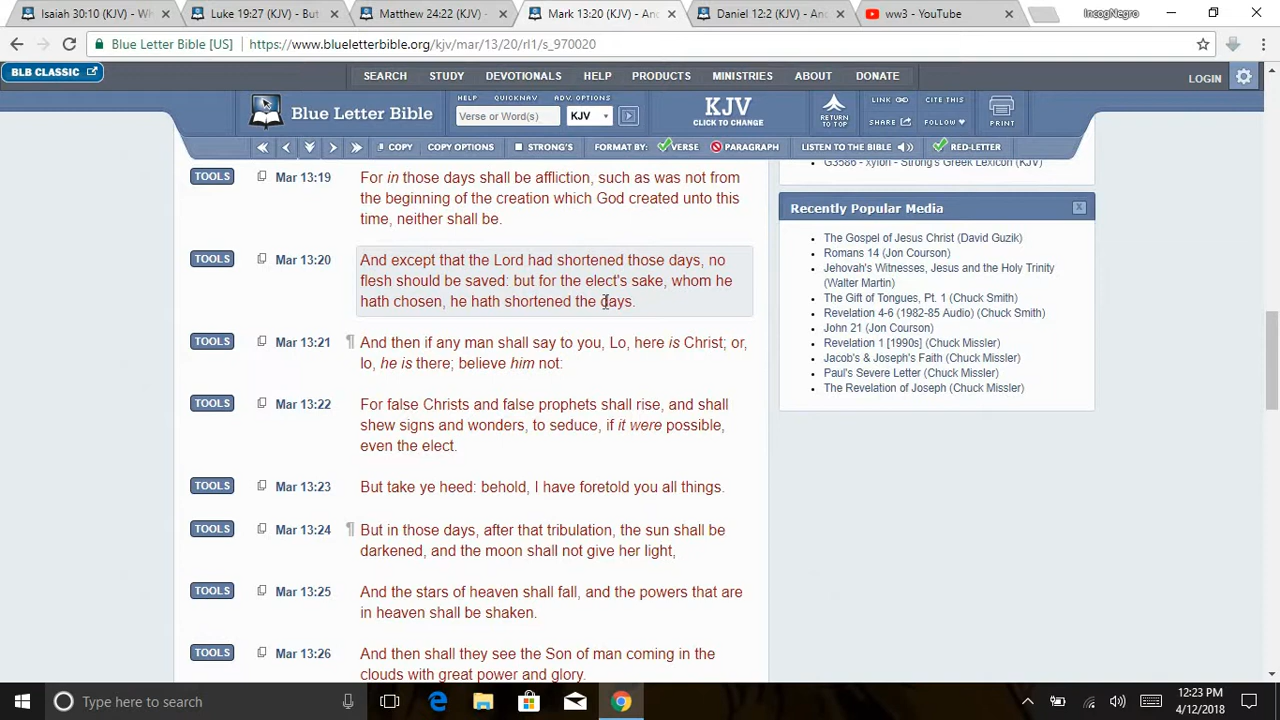 Isaiah 30:10 (KJV) - Wh
Luke 19:27 (KJV) - But
Matthew 24:22 (KJV) -
Mark 13:20 (KJV) - And
Daniel 12:2 (KJV) - And
ww3 - YouTube
IncogNegro
Blue Letter Bible [US]
https://www.blueletterbible.org/kjv/mar/13/20/rl1/s_970020
BLB CLASSIC
SEARCH STUDY DEVOTIONALS HELP PRODUCTS MINISTRIES ABOUT DONATE
LOGIN
Blue Letter Bible
HELP QUICKNAV ADV. OPTIONS
Verse or Word(s) KJV
KJV
CLICK TO CHANGE
RETURN
TO TOP
LINK CITE THIS
SHARE FOLLOW
PRINT
COPY COPY OPTIONS STRONG'S FORMAT BY: VERSE PARAGRAPH LISTEN TO THE BIBLE RED-LETTER
G3586 - xylon - Strong's Greek Lexicon (KJV)
TOOLS Mar 13:19 For in those days shall be affliction, such as was not from
the beginning of the creation which God created unto this
time, neither shall be.
TOOLS Mar 13:20 And except that the Lord had shortened those days, no
flesh should be saved: but for the elect's sake, whom he
hath chosen, he hath shortened the days.
TOOLS Mar 13:21 ¶ And then if any man shall say to you, Lo, here is Christ; or,
lo, he is there; believe him not:
TOOLS Mar 13:22 For false Christs and false prophets shall rise, and shall
shew signs and wonders, to seduce, if it were possible,
even the elect.
TOOLS Mar 13:23 But take ye heed: behold, I have foretold you all things.
TOOLS Mar 13:24 ¶ But in those days, after that tribulation, the sun shall be
darkened, and the moon shall not give her light,
TOOLS Mar 13:25 And the stars of heaven shall fall, and the powers that are
in heaven shall be shaken.
TOOLS Mar 13:26 And then shall they see the Son of man coming in the
clouds with great power and glory.
Recently Popular Media
The Gospel of Jesus Christ (David Guzik)
Romans 14 (Jon Courson)
Jehovah's Witnesses, Jesus and the Holy Trinity
(Walter Martin)
The Gift of Tongues, Pt. 1 (Chuck Smith)
Revelation 4-6 (1982-85 Audio) (Chuck Smith)
John 21 (Jon Courson)
Revelation 1 [1990s] (Chuck Missler)
Jacob's & Joseph's Faith (Chuck Missler)
Paul's Severe Letter (Chuck Missler)
The Revelation of Joseph (Chuck Missler)
Type here to search
12:23 PM
4/12/2018